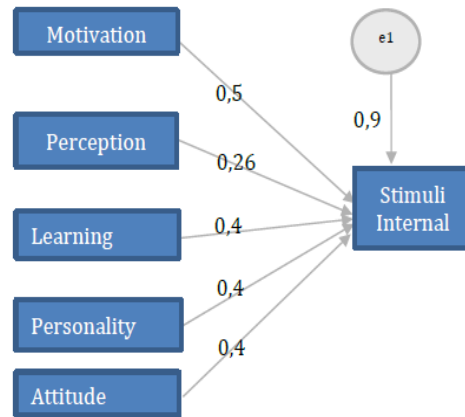 Motivation
e1
0,5
0,9
Perception
0,26
Stimuli
Internal
Learning
0,4
0,4
Personality
0,4
Attitude